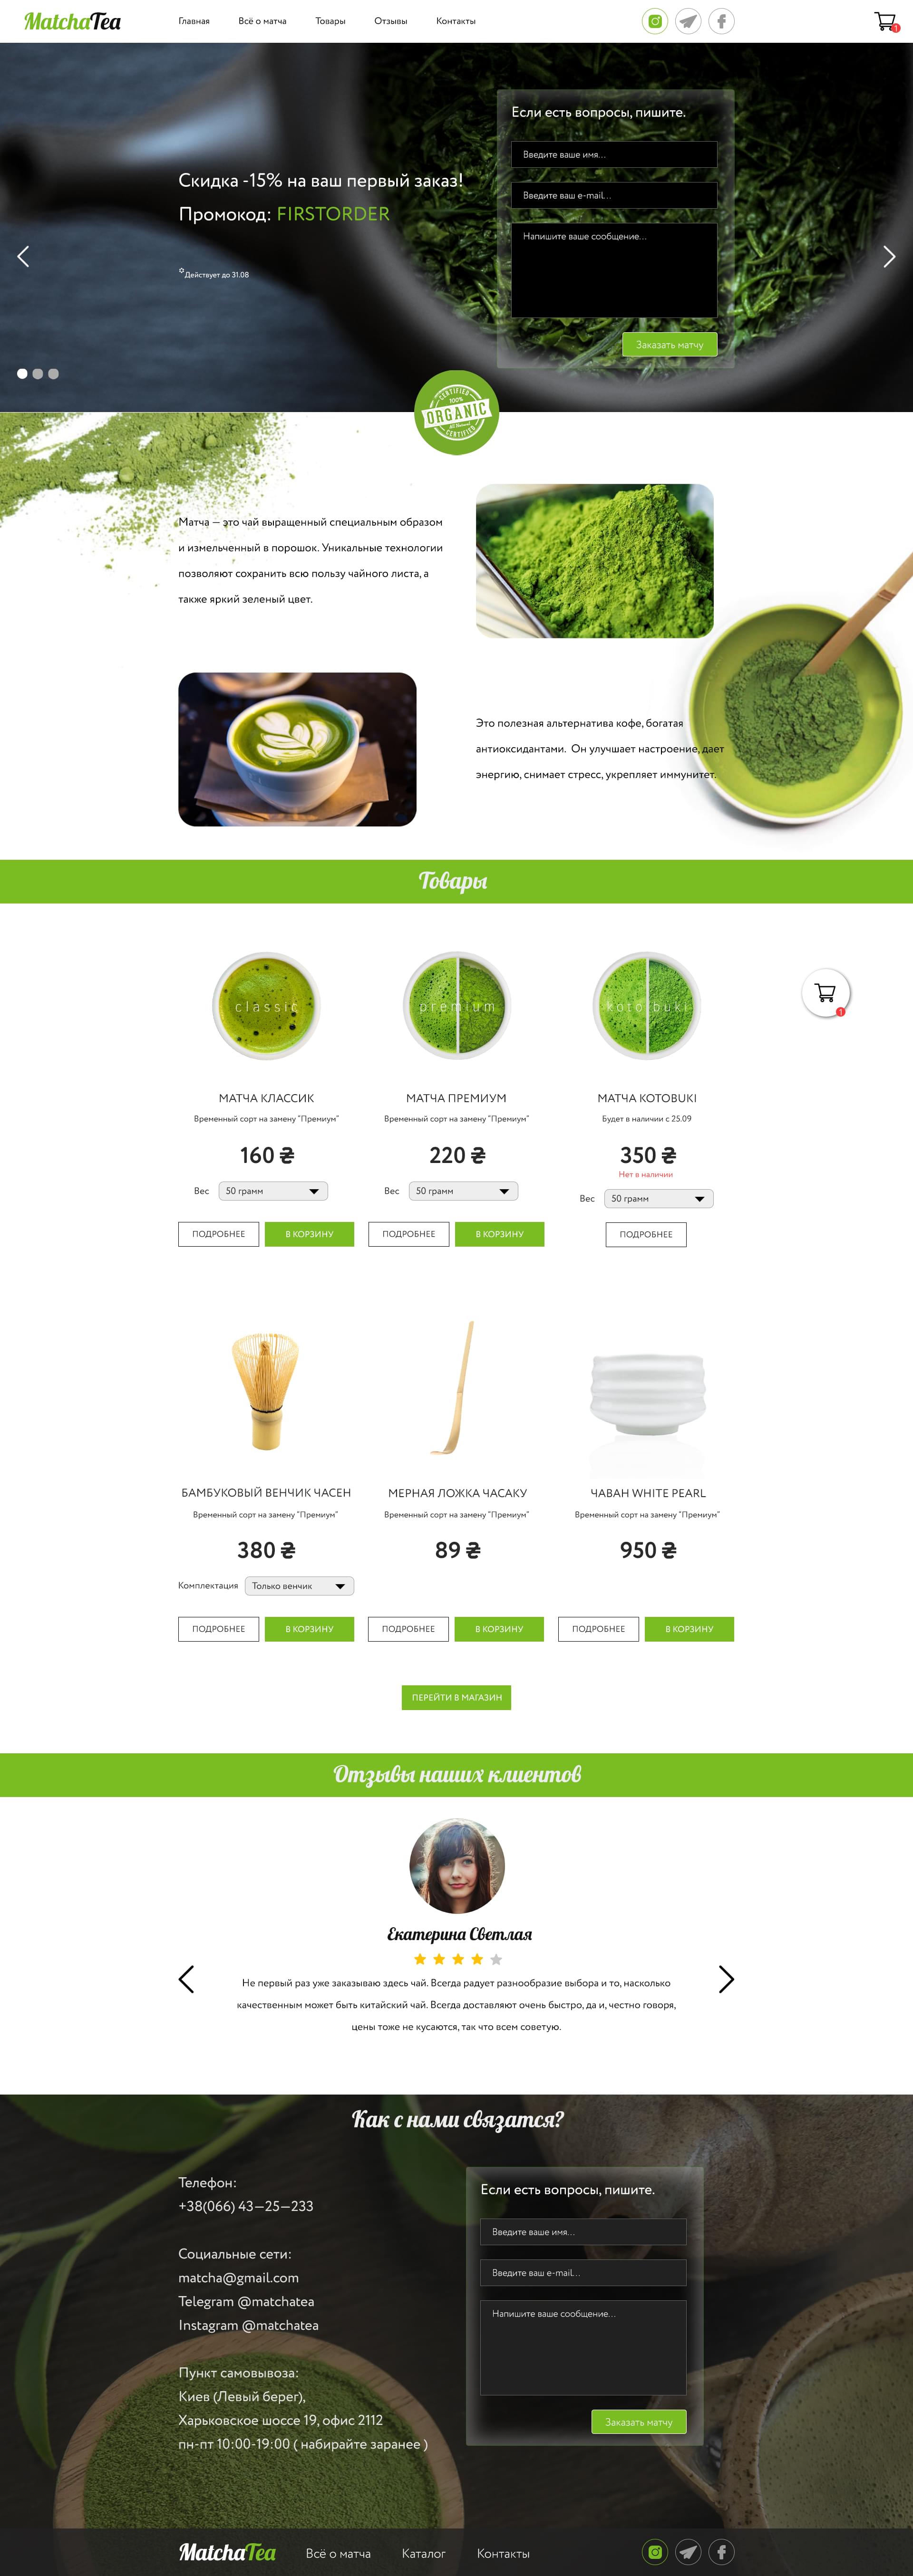 MatchaTea
Главная
Всё о матча
Товары
Отзывы
Контакты
1
Скидка -15% на ваш первый заказ!
Промокод: FIRSTORDER
*Действует до 31.08
Если есть вопросы, пишите.
Введите ваше имя...
Введите ваш e-mail...
Напишите ваше сообщение...
Заказать матчу
CERTIFIED
100%
ORGANIC
All Natural
CERTIFIED
Матча — это чай выращенный специальным образом
и измельченный в порошок. Уникальные технологии
позволяют сохранить всю пользу чайного листа, а
также яркий зеленый цвет.
Это полезная альтернатива кофе, богатая
антиоксидантами. Он улучшает настроение, дает
энергию, снимает стресс, укрепляет иммунитет.
Товары
classic
premium
kotobuki
1
МАТЧА КЛАССИК
Временный сорт на замену "Премиум"
160 ₴
Вес
50 грамм
ПОДРОБНЕЕ
В КОРЗИНУ
МАТЧА ПРЕМИУМ
Временный сорт на замену "Премиум"
220 ₴
Вес
50 грамм
ПОДРОБНЕЕ
В КОРЗИНУ
МАТЧА КОТОBUKI
Будет в наличии с 25.09
350 ₴
Нет в наличии
Вес
50 грамм
ПОДРОБНЕЕ
БАМБУКОВЫЙ ВЕНЧИК ЧАСЕН
Временный сорт на замену "Премиум"
380 ₴
Комплектация
Только венчик
ПОДРОБНЕЕ
В КОРЗИНУ
МЕРНАЯ ЛОЖКА ЧАСАКУ
Временный сорт на замену "Премиум"
89 ₴
ПОДРОБНЕЕ
В КОРЗИНУ
ЧАВАН WHITE PEARL
Временный сорт на замену "Премиум"
950 ₴
ПОДРОБНЕЕ
В КОРЗИНУ
ПЕРЕЙТИ В МАГАЗИН
Отзывы наших клиентов
Екатерина Светлая
Не первый раз уже заказываю здесь чай. Всегда радует разнообразие выбора и то, насколько
качественным может быть китайский чай. Всегда доставляют очень быстро, да и, честно говоря,
цены тоже не кусаются, так что всем советую.
Как с нами связатся?
Телефон:
+38(066) 43—25—233
Социальные сети:
matcha@gmail.com
Telegram @matchatea
Instagram @matchatea
Пункт самовывоза:
Киев (Левый берег),
Харьковское шоссе 19, офис 2112
пн-пт 10:00-19:00 ( набирайте заранее )
Если есть вопросы, пишите.
Введите ваше имя...
Введите ваш e-mail...
Напишите ваше сообщение...
Заказать матчу
MatchaTea
Всё о матча
Каталог
Контакты